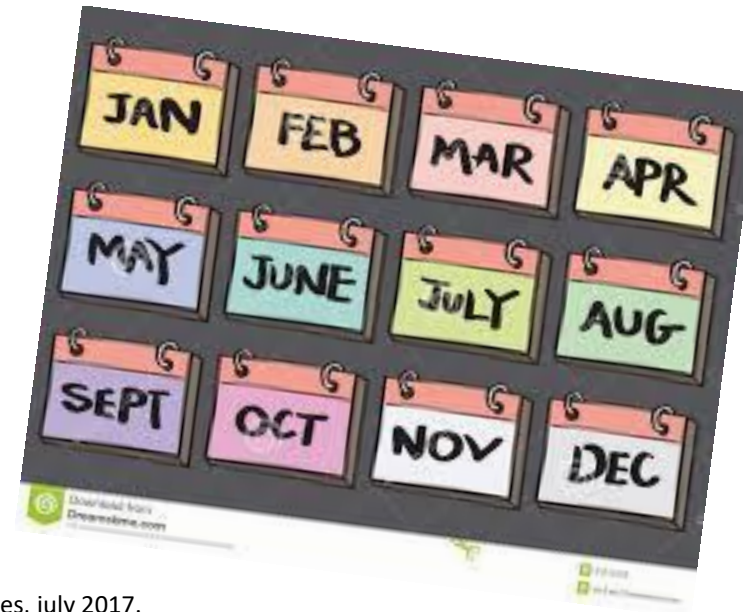 JAN FEB MAR APR
MAY JUNE JULY AUG
SEPT OCT NOV DEC
Download from
Dreamstime.com
es. july 2017.